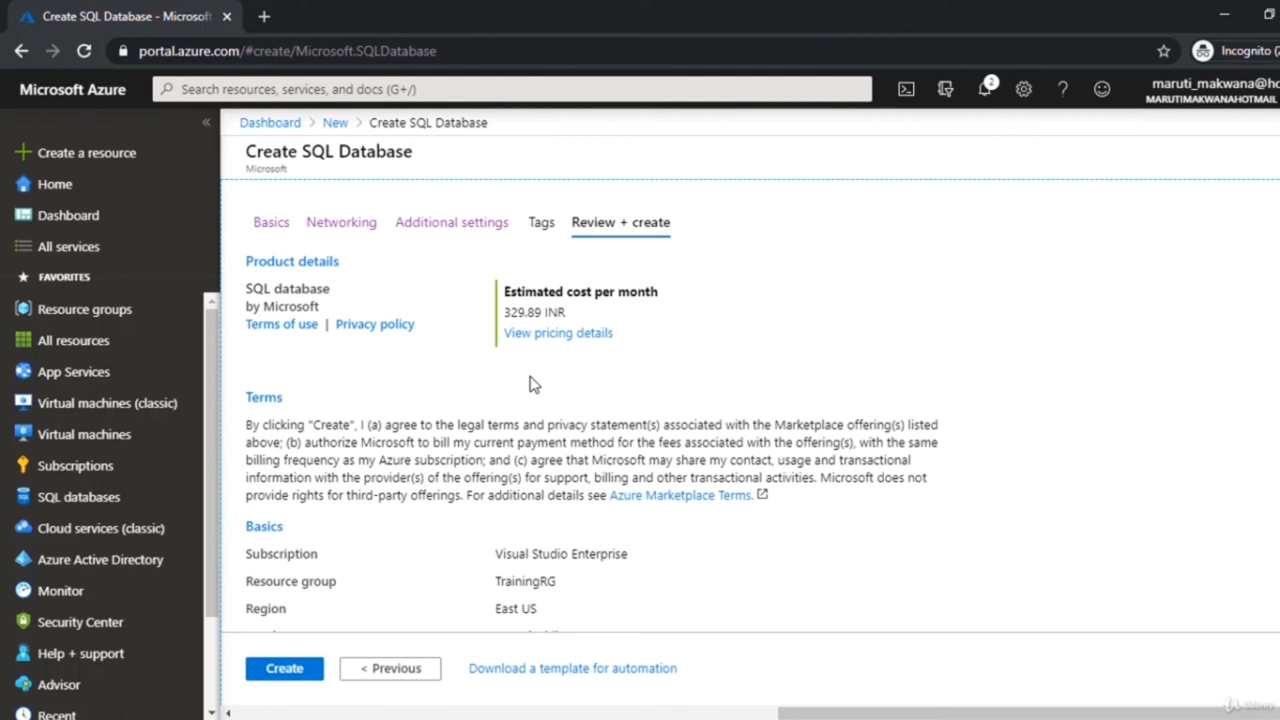 Create SQL Database - Microsoft
portal.azure.com/#create/Microsoft.SQLDatabase
Incognito (
Microsoft Azure
Search resources, services, and docs (G+/)
2
maruti_makwana@ho
MARUTIMAKWANAHOTMAIL
Create a resource
Home
Dashboard
All services
FAVORITES
Resource groups
All resources
App Services
Virtual machines (classic)
Virtual machines
Subscriptions
SQL databases
Cloud services (classic)
Azure Active Directory
Monitor
Security Center
Help + support
Advisor
Recent
Dashboard > New > Create SQL Database
Create SQL Database
Microsoft
Basics Networking Additional settings Tags Review + create
Product details
SQL database
by Microsoft
Terms of use | Privacy policy
Estimated cost per month
329.89 INR
View pricing details
Terms
By clicking "Create", I (a) agree to the legal terms and privacy statement(s) associated with the Marketplace offering(s) listed
above; (b) authorize Microsoft to bill my current payment method for the fees associated with the offering(s), with the same
billing frequency as my Azure subscription; and (c) agree that Microsoft may share my contact, usage and transactional
information with the provider(s) of the offering(s) for support, billing and other transactional activities. Microsoft does not
provide rights for third-party offerings. For additional details see Azure Marketplace Terms.
Basics
Subscription Visual Studio Enterprise
Resource group TrainingRG
Region East US
Create < Previous Download a template for automation
Udemy